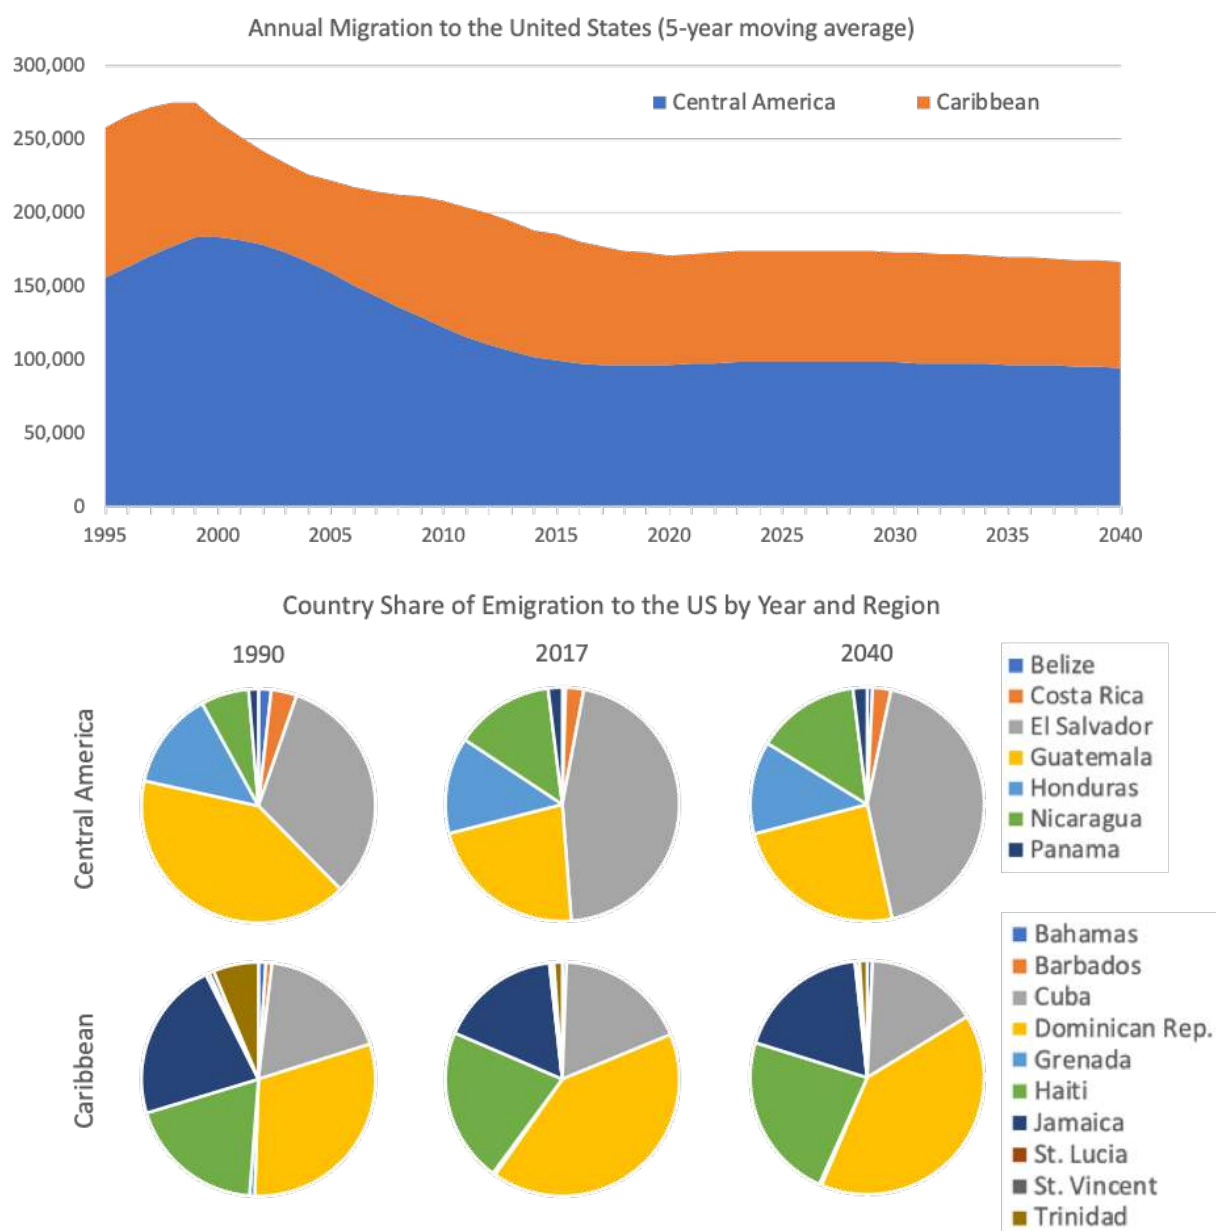 Annual Migration to the United States (5-year moving average)
300,000
Central America
Caribbean
250,000
200,000
150,000
100,000
50,000
0
1995 2000 2005 2010 2015 2020 2025 2030 2035 2040
Country Share of Emigration to the US by Year and Region
1990 2017 2040
Central America
Belize
Costa Rica
El Salvador
Guatemala
Honduras
Nicaragua
Panama
Caribbean
Bahamas
Barbados
Cuba
Dominican Rep.
Grenada
Haiti
Jamaica
St. Lucia
St. Vincent
Trinidad